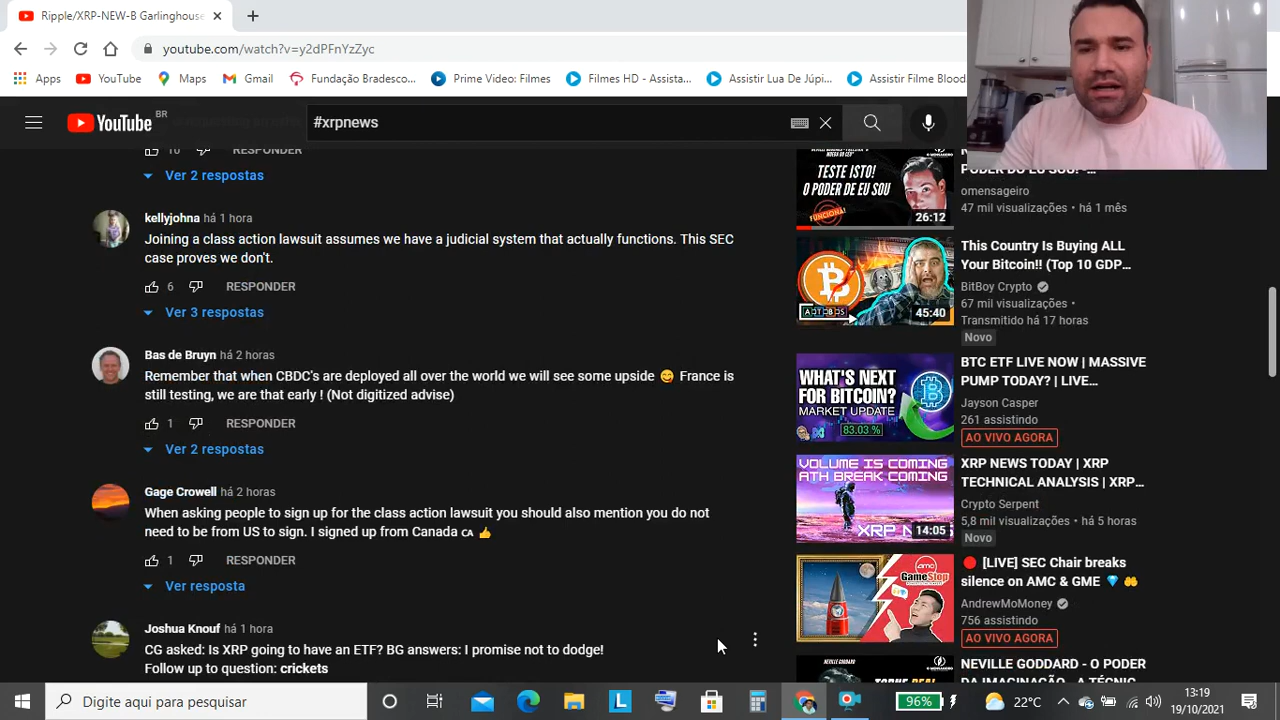 Ripple/XRP-NEW-B Garlinghouse
youtube.com/watch?v=y2dPFnYzZyc
Apps YouTube Maps Gmail Fundação Bradesco... Prime Video: Filmes Filmes HD - Assista... Assistir Lua De Júpi... Assistir Filme Blood
YouTube BR
#xrpnews
10 RESPONDER
Ver 2 respostas
kellyjohna há 1 hora
Joining a class action lawsuit assumes we have a judicial system that actually functions. This SEC
case proves we don't.
6 RESPONDER
Ver 3 respostas
Bas de Bruyn há 2 horas
Remember that when CBDC's are deployed all over the world we will see some upside 😋 France is
still testing, we are that early ! (Not digitized advise)
1 RESPONDER
Ver 2 respostas
Gage Crowell há 2 horas
When asking people to sign up for the class action lawsuit you should also mention you do not
need to be from US to sign. I signed up from Canada CA 👍
1 RESPONDER
Ver resposta
Joshua Knouf há 1 hora
CG asked: Is XRP going to have an ETF? BG answers: I promise not to dodge!
Follow up to question: crickets
TESTE ISTO!
O PODER DE EU SOU
FUNCIONA!
26:12
PODER DO EU SOU! -...
omensageiro
47 mil visualizações • há 1 mês
45:40
This Country Is Buying ALL
Your Bitcoin!! (Top 10 GDP...
BitBoy Crypto
67 mil visualizações •
Transmitido há 17 horas
Novo
WHAT'S NEXT
FOR BITCOIN?
MARKET UPDATE
83.03 %
BTC ETF LIVE NOW | MASSIVE
PUMP TODAY? | LIVE...
Jayson Casper
261 assistindo
AO VIVO AGORA
VOLUME IS COMING
ATH BREAK COMING
14:05
XRP NEWS TODAY | XRP
TECHNICAL ANALYSIS | XRP...
Crypto Serpent
5,8 mil visualizações • há 5 horas
Novo
amc
GameStop
[LIVE] SEC Chair breaks
silence on AMC & GME 💎 🤲
AndrewMoMoney
756 assistindo
AO VIVO AGORA
NEVILLE GODDARD - O PODER
DA IMAGINAÇÃO - A TÉCNIC
Digite aqui para pesquisar
L
96%
22°C
13:19
19/10/2021